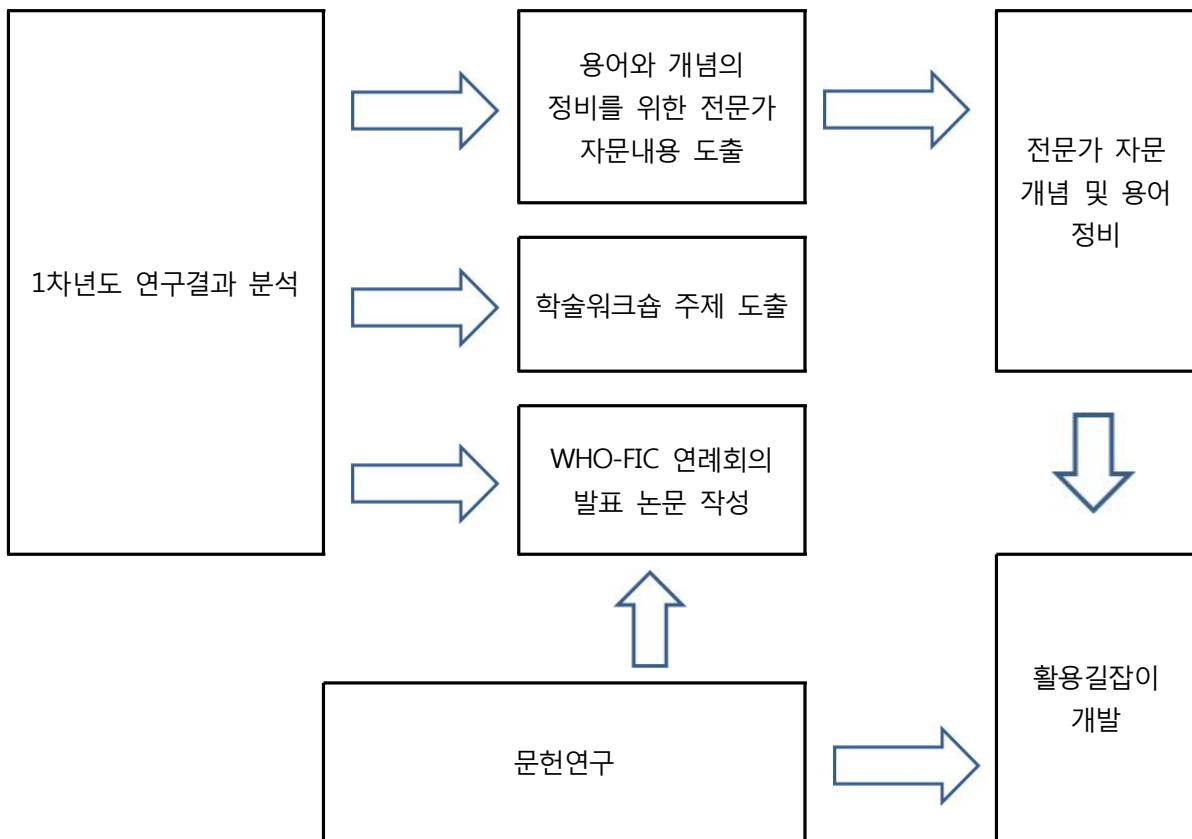 1차년도 연구결과 분석
용어와 개념의
정비를 위한 전문가
자문내용 도출
학술워크숍 주제 도출
WHO-FIC 연례회의
발표 논문 작성
전문가 자문
개념 및 용어
정비
문헌연구
활용길잡이
개발